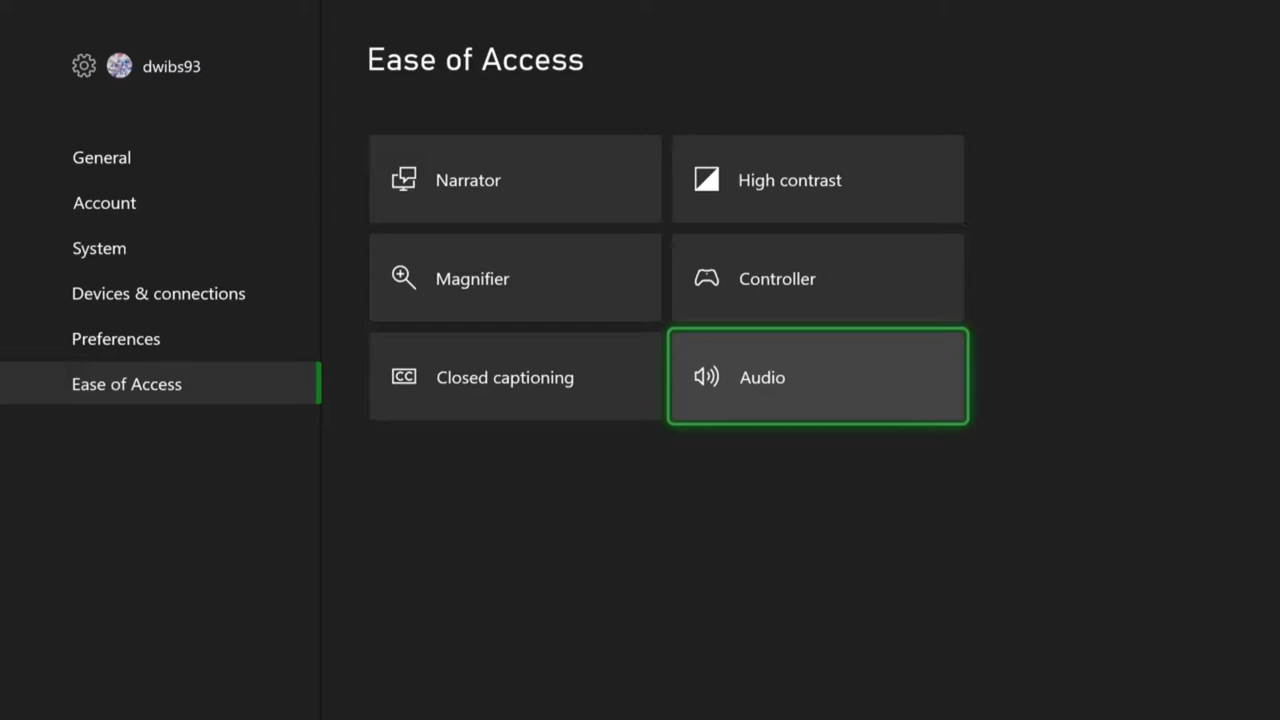 dwibs93
General
Account
System
Devices & connections
Preferences
Ease of Access
Ease of Access
Narrator
High contrast
Magnifier
Controller
CC Closed captioning
Audio